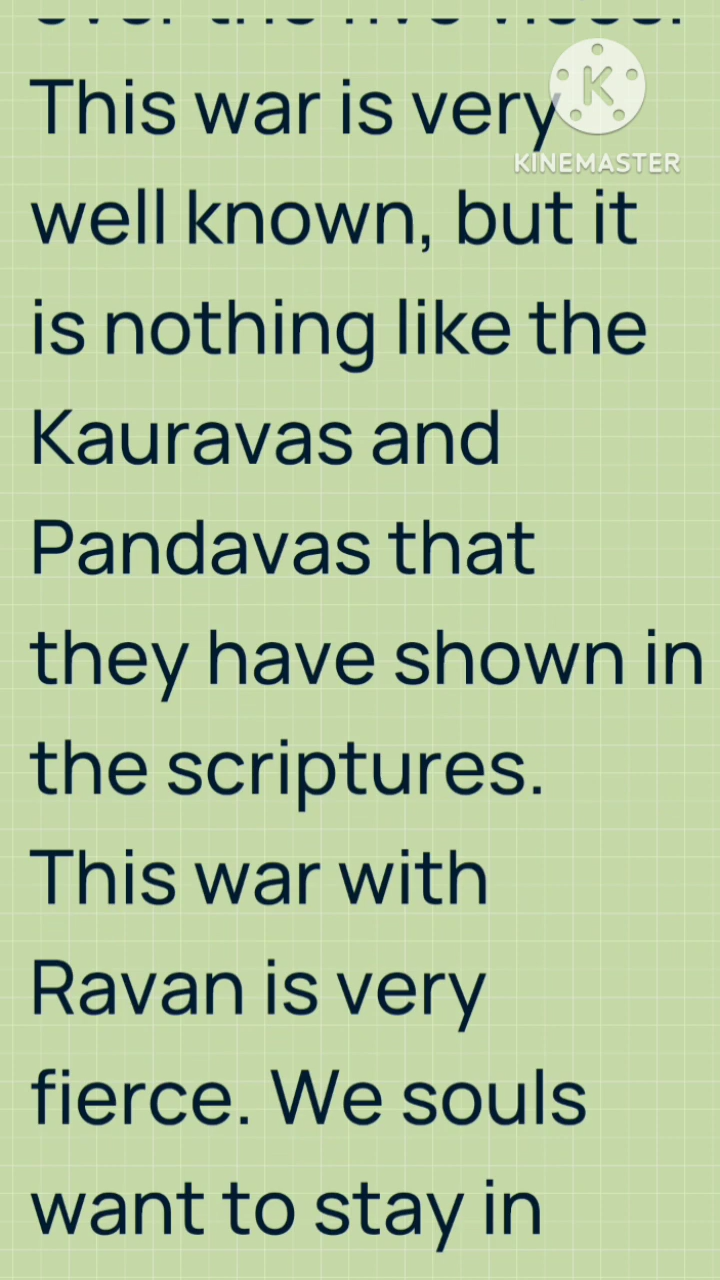 This war is very
KINEMASTER
well known, but it
is nothing like the
Kauravas and
Pandavas that
they have shown in
the scriptures.
This war with
Ravan is very
fierce. We souls
want to stay in